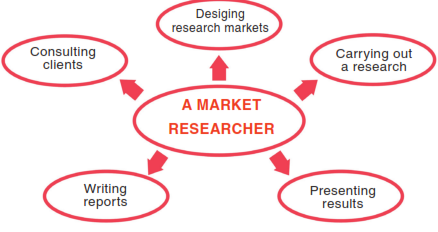 Desiging
research markets
Consulting
clients
Carrying out
a research
A MARKET
RESEARCHER
Writing
reports
Presenting
results